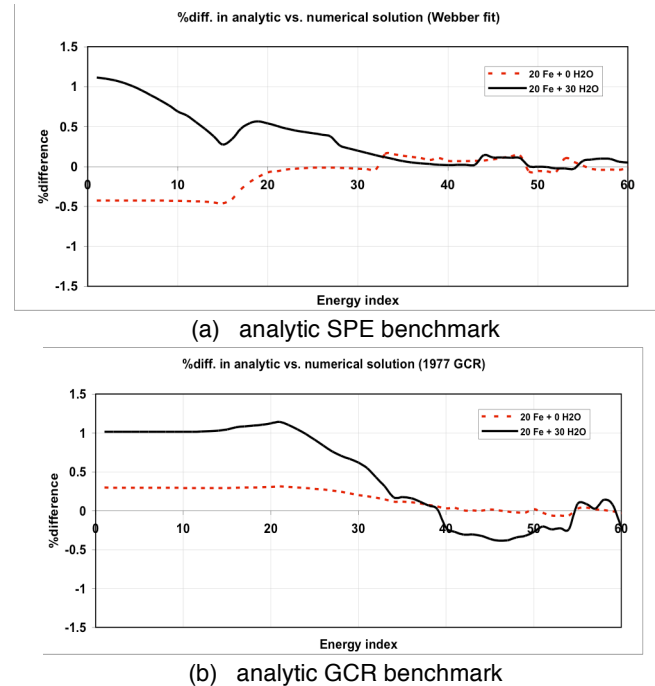 %diff. in analytic vs. numerical solution (Webber fit)
1.5
1
0.5
0
-0.5
-1
-1.5
%difference
20 Fe + 0 H2O
20 Fe + 30 H2O
0 10 20 30 40 50 60
Energy index
(a) analytic SPE benchmark
%diff. in analytic vs. numerical solution (1977 GCR)
1.5
1
0.5
0
-0.5
-1
-1.5
%difference
20 Fe + 0 H2O
20 Fe + 30 H2O
0 10 20 30 40 50 60
Energy index
(b) analytic GCR benchmark